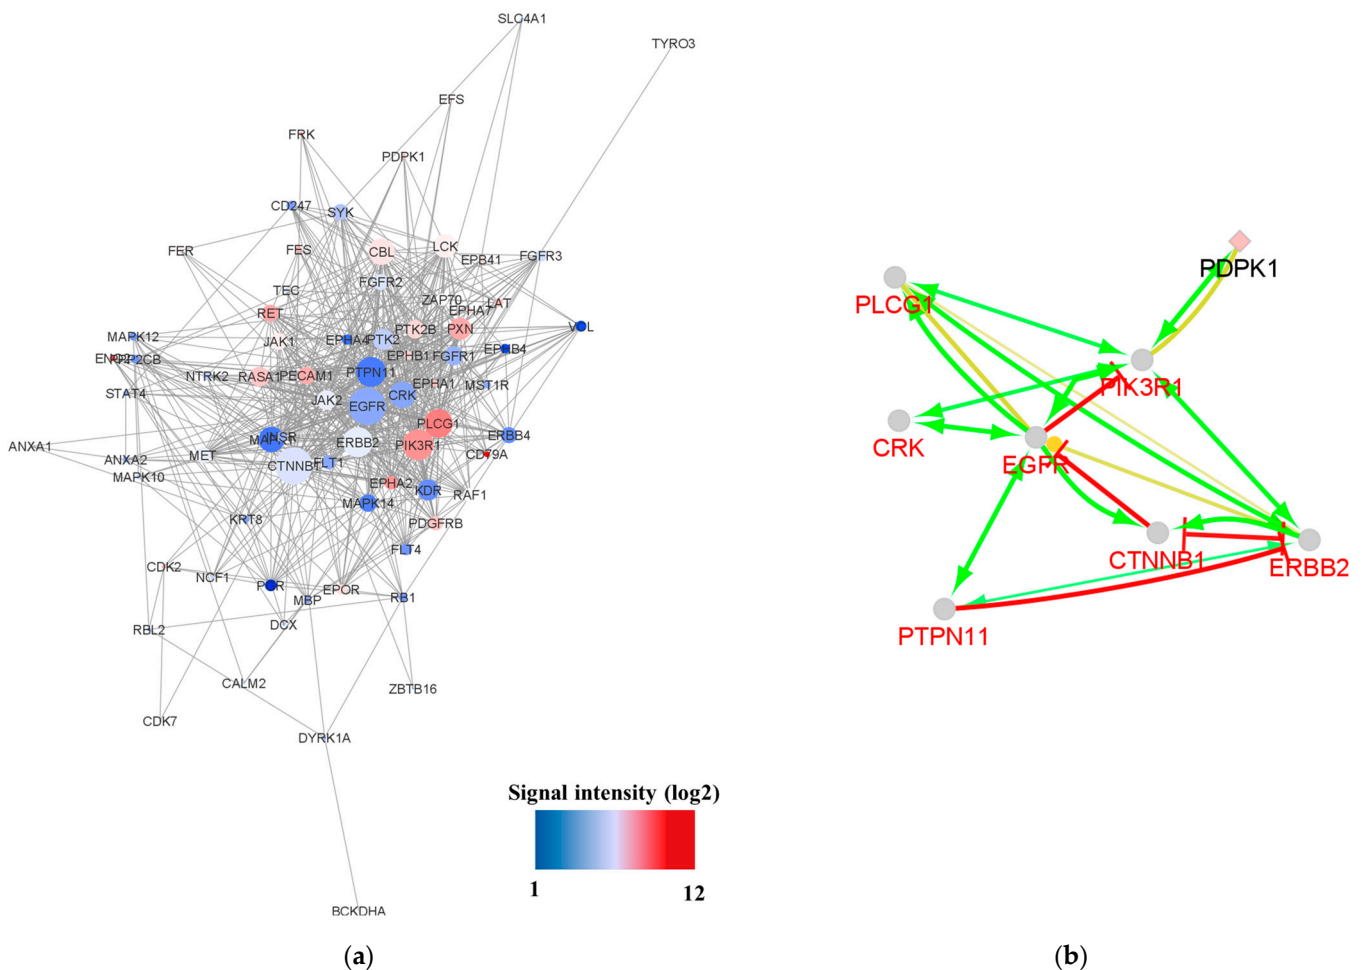 SLC4A1
TYRO3
EFS
FRK
PDPK1
CD247
SYK
FER
FES
CBL
LCK
EPB41
FGFR3
FGFR2
TEC
ZAP70
EPHA7
LAT
RET
PTK2B
PXN
VCL
MAPK12
JAK1
EPHA4
PTK2
EPHB1
FGFR1
EPHB4
PPP2CB
NTRK2
RASA1
PECAM1
PTPN11
EPHA1
MST1R
STAT4
JAK2
EGFR
CRK
PLCG1
ANXA1
INSR
ERBB2
PIK3R1
ERBB4
ANXA2
MET
CTNNB1
FLT1
CD79A
MAPK10
EPHA2
KDR
RAF1
MAPK14
KRT8
PDGFRB
FLT4
CDK2
NCF1
PGR
MBP
EPOR
RB1
RBL2
DCX
CALM2
ZBTB16
CDK7
DYRK1A
BCKDHA
Signal intensity (log2)
1 12
(a)
PDPK1
PLCG1
PIK3R1
CRK
EGFR
CTNNB1
ERBB2
PTPN11
(b)